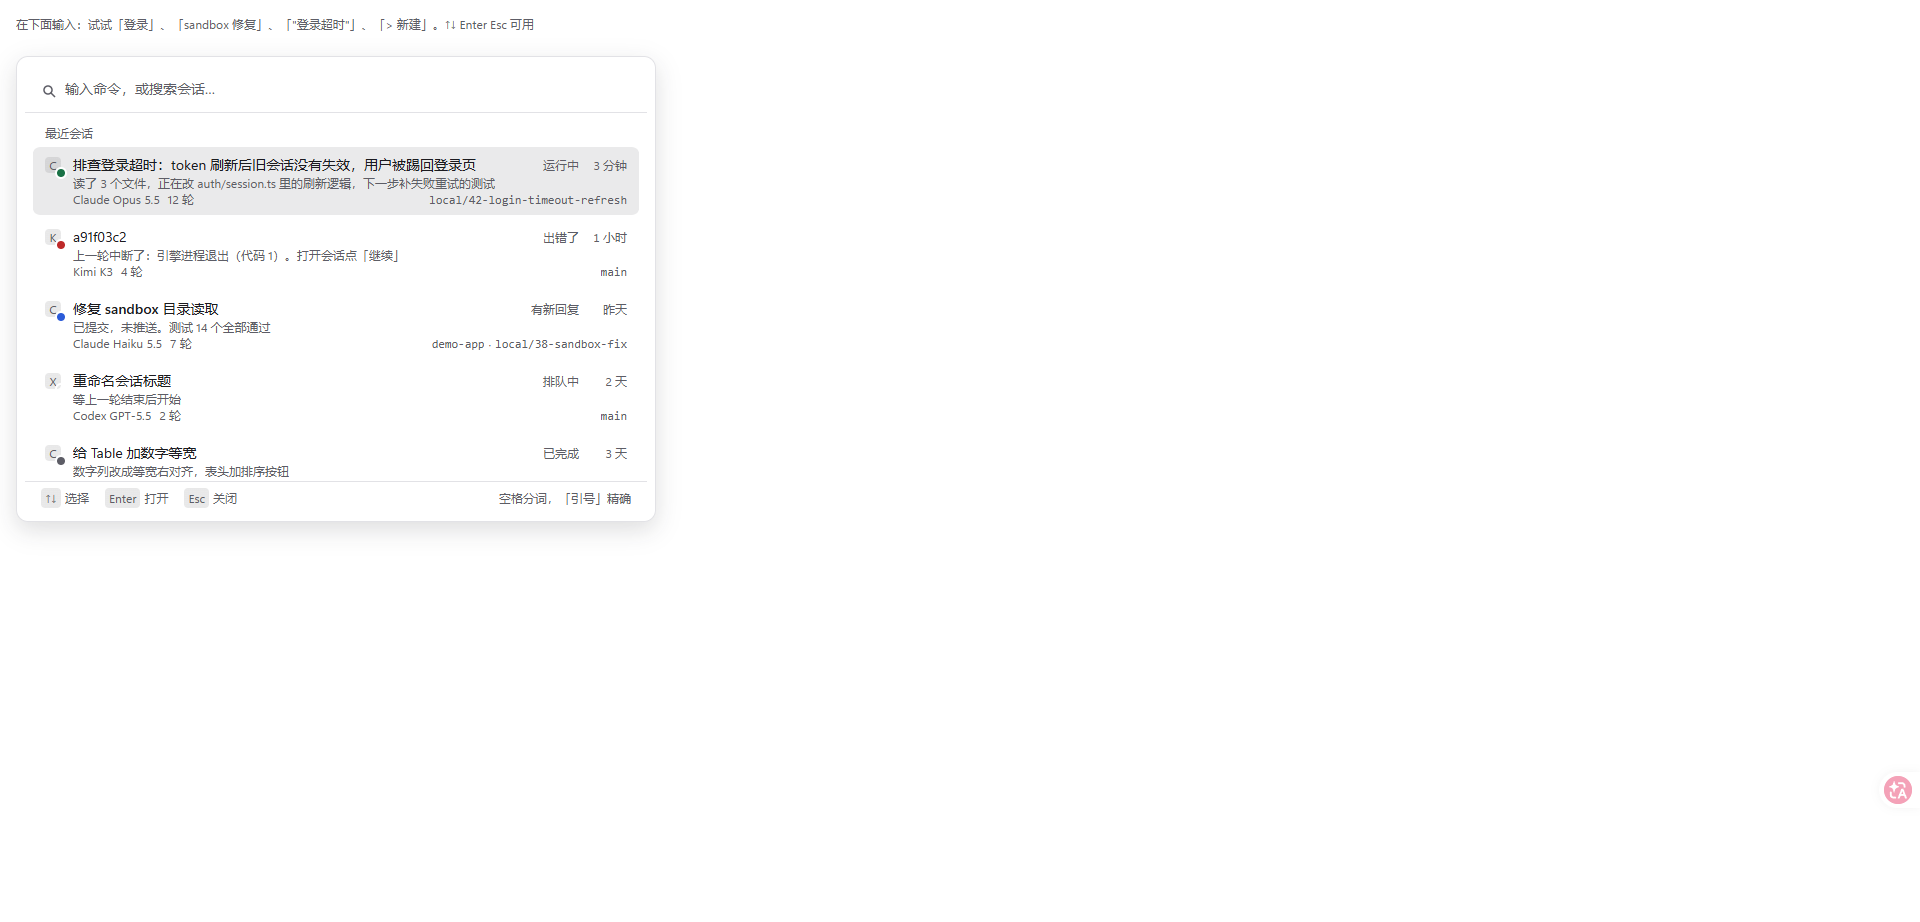 在下面输入：试试「登录」、「sandbox 修复」、「"登录超时"」、「> 新建」。↑↓ Enter Esc 可用
输入命令，或搜索会话...
最近会话
C 排查登录超时：token 刷新后旧会话没有失效，用户被踢回登录页 运行中 3 分钟
读了 3 个文件，正在改 auth/session.ts 里的刷新逻辑，下一步补失败重试的测试
Claude Opus 5.5 12 轮 local/42-login-timeout-refresh
K a91f03c2 出错了 1 小时
上一轮中断了：引擎进程退出（代码 1）。打开会话点「继续」
Kimi K3 4 轮 main
C 修复 sandbox 目录读取 有新回复 昨天
已提交，未推送。测试 14 个全部通过
Claude Haiku 5.5 7 轮 demo-app · local/38-sandbox-fix
X 重命名会话标题 排队中 2 天
等上一轮结束后开始
Codex GPT-5.5 2 轮 main
C 给 Table 加数字等宽 已完成 3 天
数字列改成等宽右对齐，表头加排序按钮
↑↓ 选择 Enter 打开 Esc 关闭 空格分词，「引号」精确